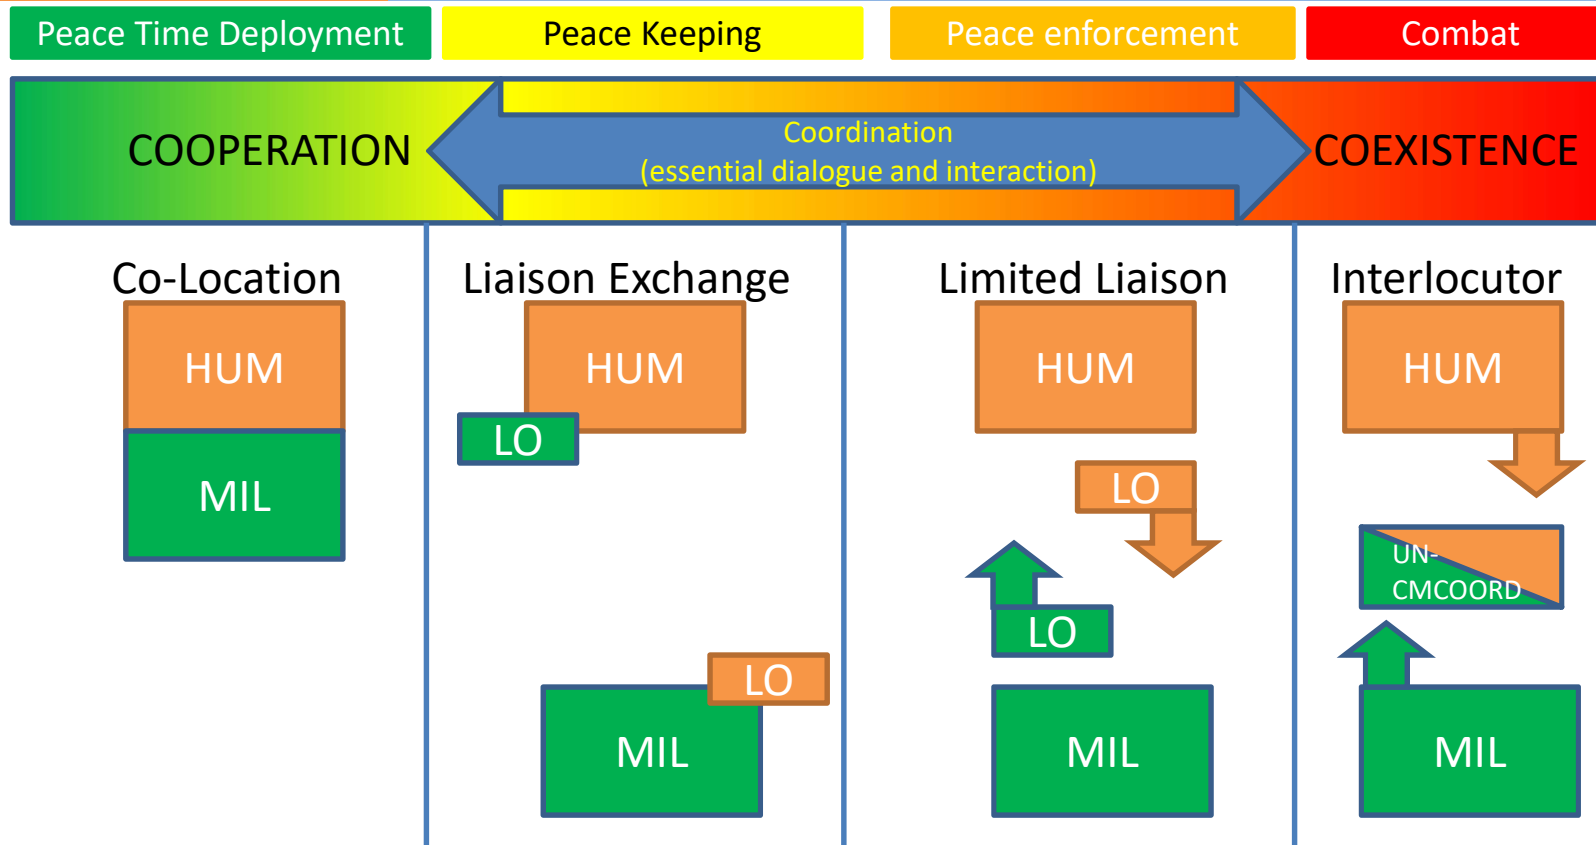 Peace Time Deployment
Peace Keeping
Peace enforcement
Combat
COOPERATION
Coordination
(essential dialogue and interaction)
COEXISTENCE
Co-Location
HUM
MIL
Liaison Exchange
HUM
LO
LO
MIL
Limited Liaison
HUM
LO
LO
MIL
Interlocutor
HUM
UN-
CMCOORD
MIL